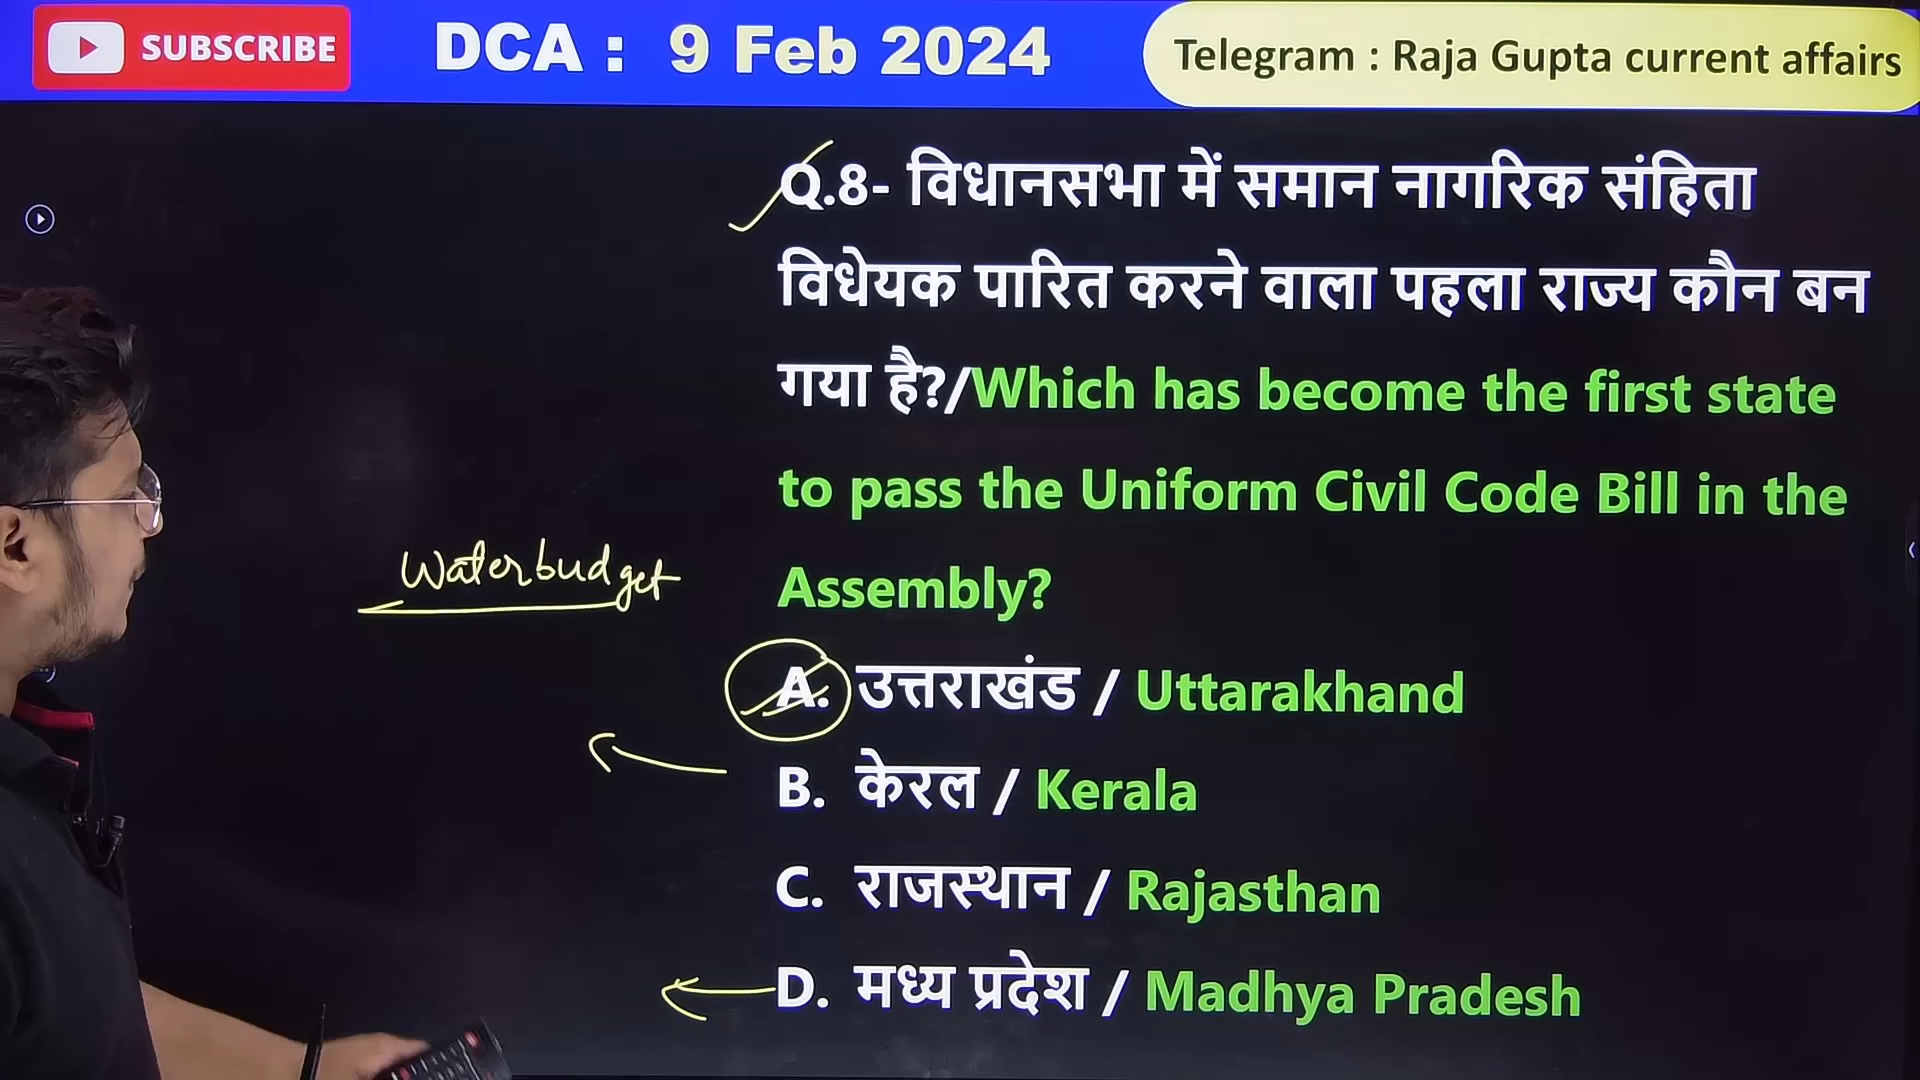 SUBSCRIBE
DCA : 9 Feb 2024
Telegram : Raja Gupta current affairs
Q.8- विधानसभा में समान नागरिक संहिता
विधेयक पारित करने वाला पहला राज्य कौन बन
गया है?/Which has become the first state
to pass the Uniform Civil Code Bill in the
Assembly?
Waterbudget
A. उत्तराखंड / Uttarakhand
B. केरल / Kerala
C. राजस्थान / Rajasthan
D. मध्य प्रदेश / Madhya Pradesh